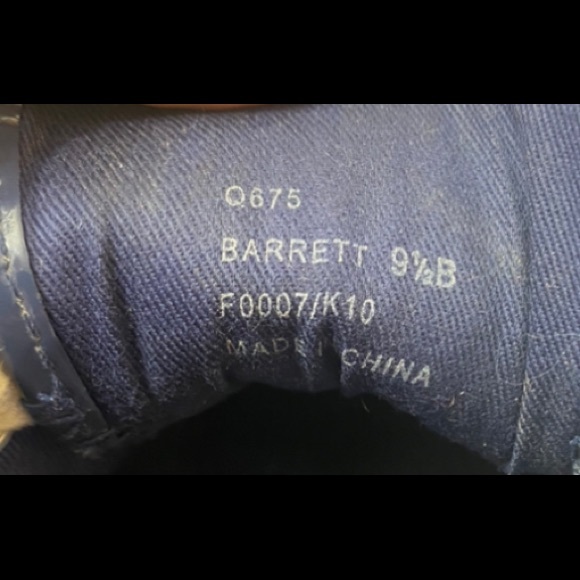 Q675
BARRETT 9½B
F0007/K10
MADE IN CHINA